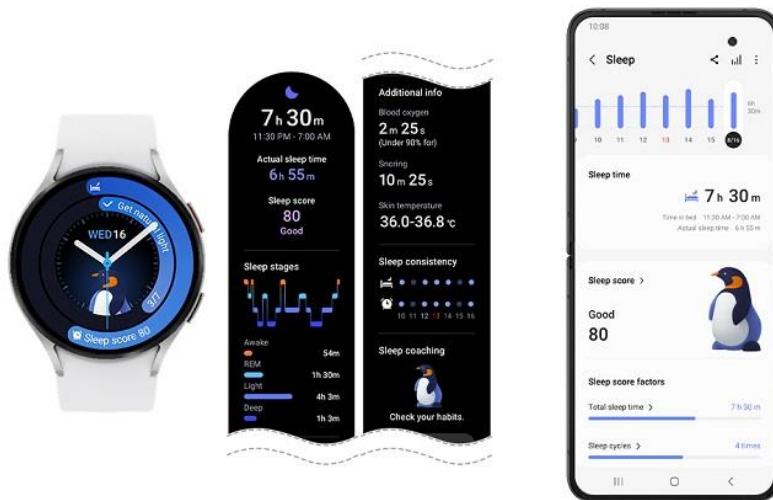 Get natural light
WED 16
3/7
Sleep score 80
7h 30m
11:30 PM - 7:00 AM
Actual sleep time
6h 55m
Sleep score
80
Good
Sleep stages
Awake
54m
REM
1h 30m
Light
4h 3m
Deep
1h 3m
Additional info
Blood oxygen
2m 25s
(Under 90% for)
Snoring
10m 25s
Skin temperature
36.0-36.8 °C
Sleep consistency
10 11 12 13 14 15 16
Sleep coaching
Check your habits.
10:08
Sleep
6h
30m
10 11 12 13 14 15 8/16
Sleep time
7h 30m
Time in bed 11:30 AM - 7:00 AM
Actual sleep time 6h 55m
Sleep score >
Good
80
Sleep score factors
Total sleep time >
7h 30m
Sleep cycles >
4 times